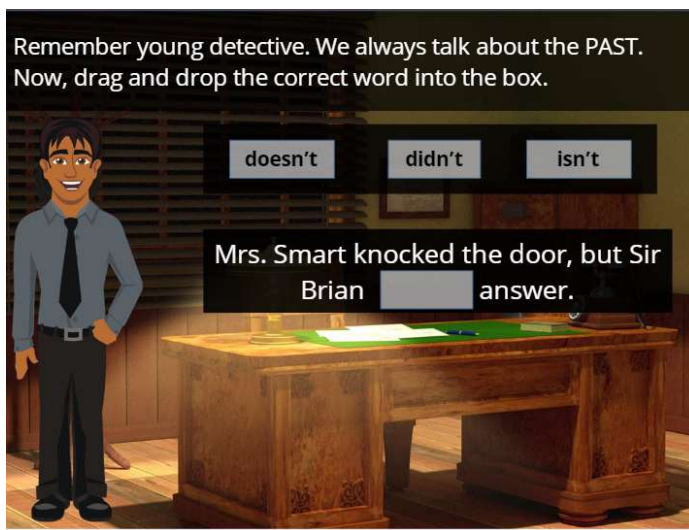 Remember young detective. We always talk about the PAST.
Now, drag and drop the correct word into the box.
doesn't didn't isn't
Mrs. Smart knocked the door, but Sir
Brian answer.